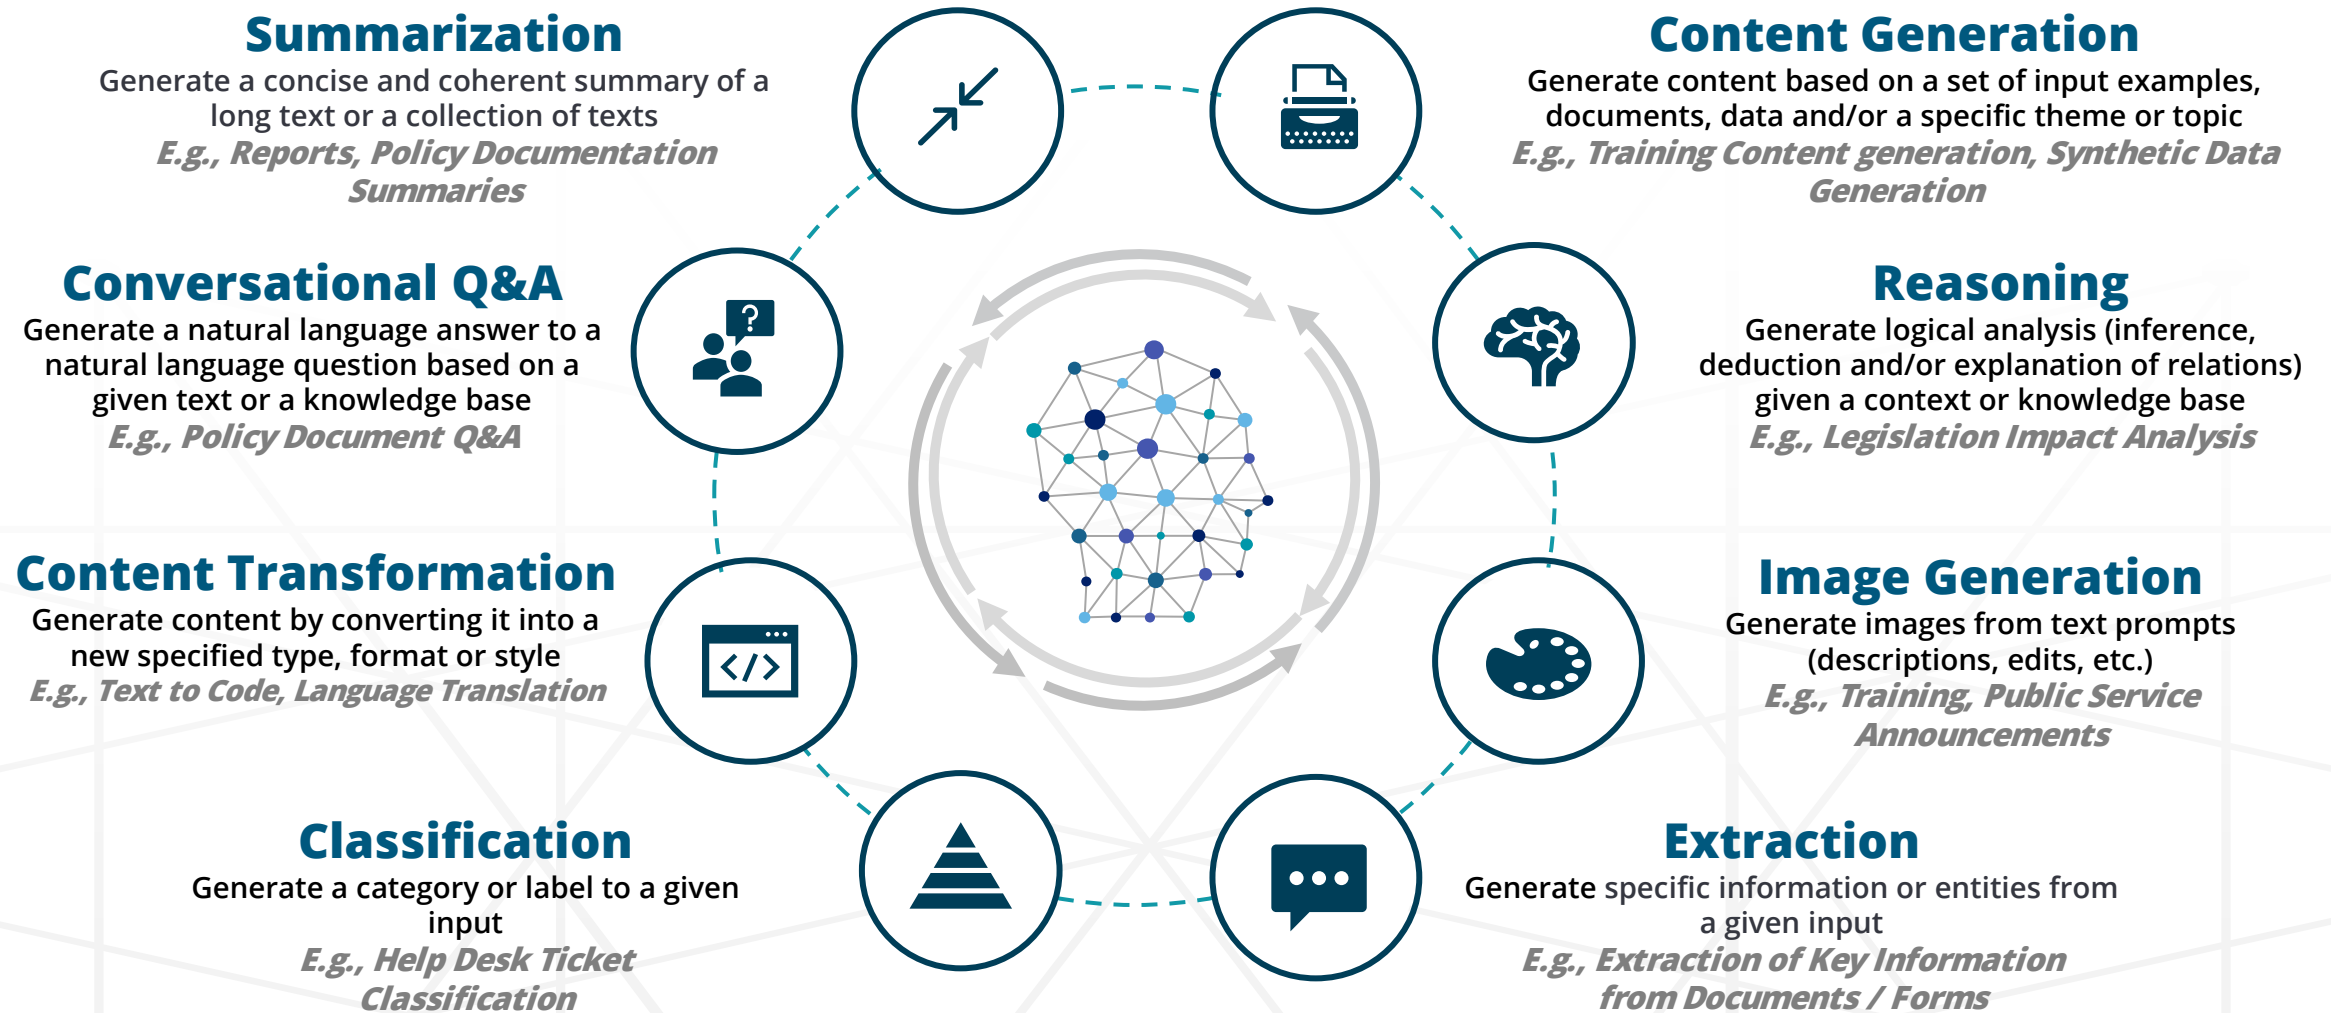 Summarization
Generate a concise and coherent summary of a
long text or a collection of texts
E.g., Reports, Policy Documentation
Summaries
Content Generation
Generate content based on a set of input examples,
documents, data and/or a specific theme or topic
E.g., Training Content generation, Synthetic Data
Generation
Conversational Q&A
Generate a natural language answer to a
natural language question based on a
given text or a knowledge base
E.g., Policy Document Q&A
?
Reasoning
Generate logical analysis (inference,
deduction and/or explanation of relations)
given a context or knowledge base
E.g., Legislation Impact Analysis
Content Transformation
Generate content by converting it into a
new specified type, format or style
E.g., Text to Code, Language Translation
</>
Image Generation
Generate images from text prompts
(descriptions, edits, etc.)
E.g., Training, Public Service
Announcements
Classification
Generate a category or label to a given
input
E.g., Help Desk Ticket
Classification
Extraction
Generate specific information or entities from
a given input
E.g., Extraction of Key Information
from Documents / Forms